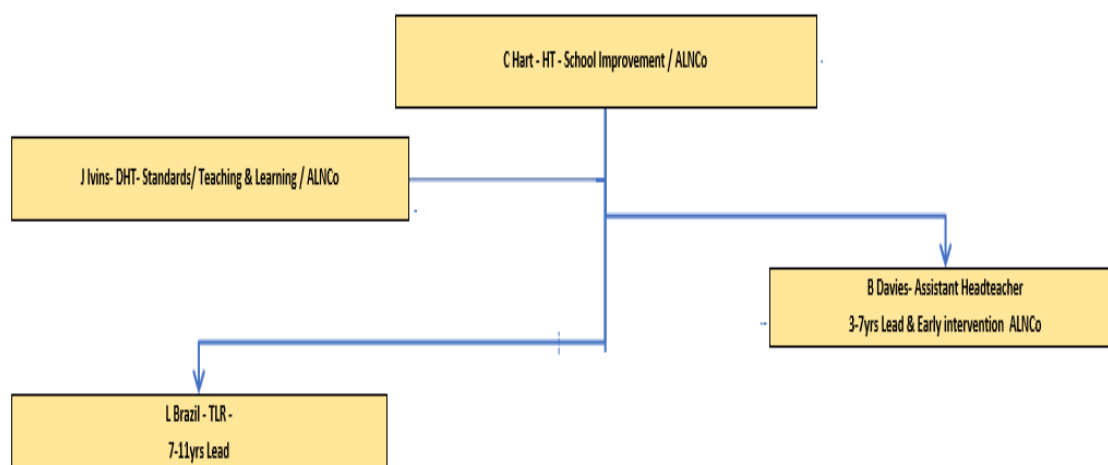 C Hart - HT - School Improvement / ALNCo
J Ivins- DHT- Standards/ Teaching & Learning / ALNCo
B Davies- Assistant Headteacher
3-7yrs Lead & Early intervention ALNCo
L Brazil - TLR -
7-11yrs Lead